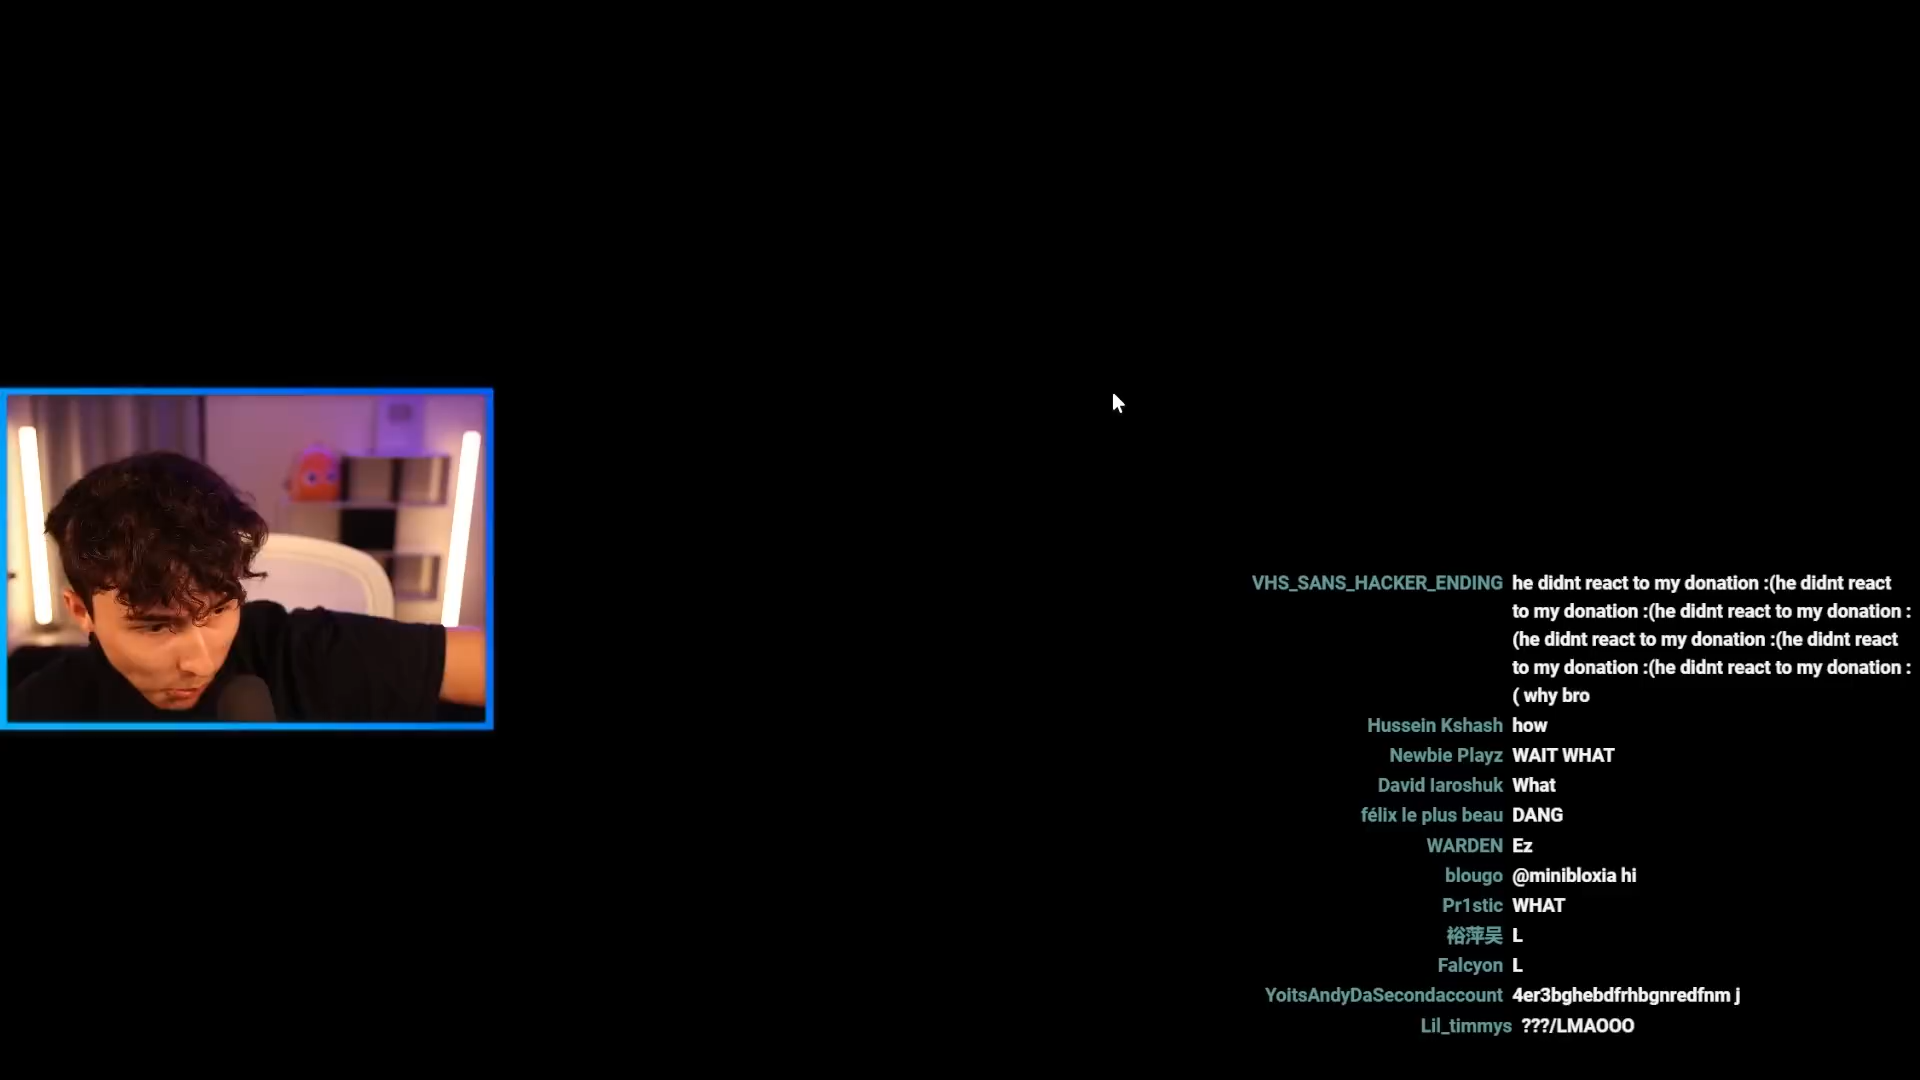 VHS_SANS_HACKER_ENDING he didnt react to my donation :(he didnt react
to my donation :(he didnt react to my donation :
(he didnt react to my donation :(he didnt react
to my donation :(he didnt react to my donation :
( why bro
Hussein Kshash how
Newbie Playz WAIT WHAT
David Iaroshuk What
félix le plus beau DANG
WARDEN Ez
blougo @minibloxia hi
Pr1stic WHAT
裕萍吴 L
Falcyon L
YoitsAndyDaSecondaccount 4er3bghebdfrhbgnredfnm j
Lil_timmys ???/LMAOOO